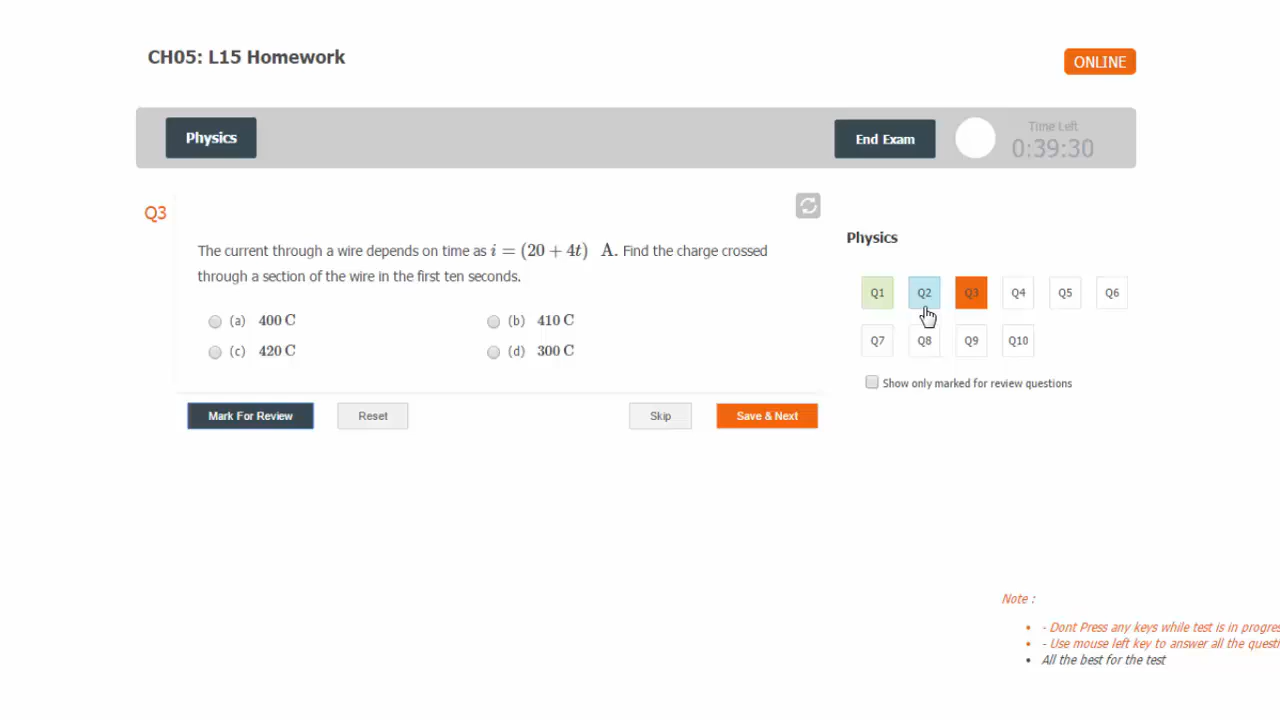 CH05: L15 Homework
ONLINE
Physics
End Exam
Time Left
0:39:30
Q3
The current through a wire depends on time as i = (20 + 4t) A. Find the charge crossed
through a section of the wire in the first ten seconds.
(a) 400 C
(b) 410 C
(c) 420 C
(d) 300 C
Mark For Review
Reset
Skip
Save & Next
Physics
Q1 Q2 Q3 Q4 Q5 Q6
Q7 Q8 Q9 Q10
Show only marked for review questions
Note :
- Dont Press any keys while test is in progres
- Use mouse left key to answer all the questi
All the best for the test